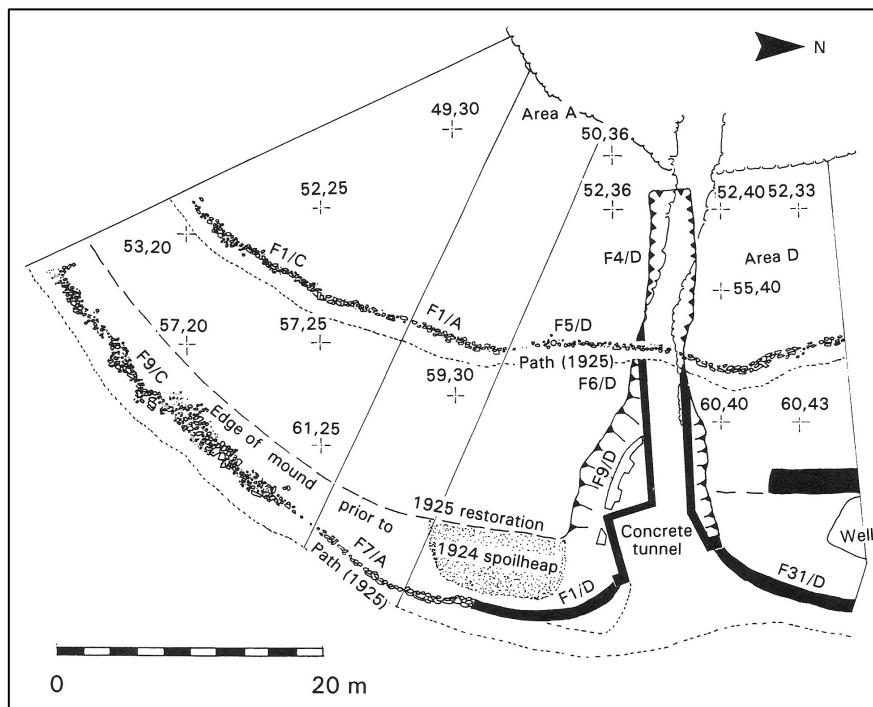 N
49,30
Area A
50,36
52,25
52,36
52,40 52,33
53,20
F1/C
F4/D
Area D
55,40
57,20
57,25
F1/A
F5/D
Path (1925)
F9/C
59,30
F6/D
60,40
60,43
61,25
Edge of mound
prior to
1925 restoration
F9/D
1924 spoilheap
Concrete
tunnel
Well
F7/A
Path (1925)
F1/D
F31/D
0
20 m